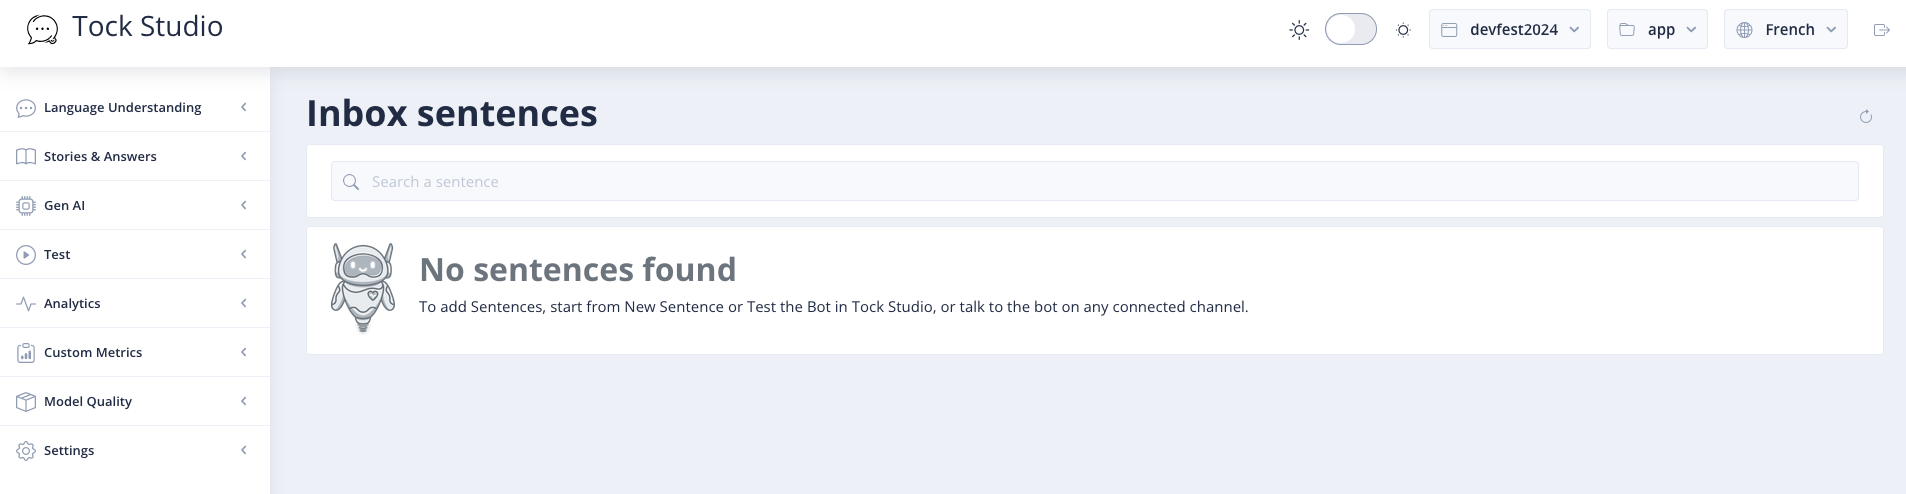 Tock Studio
devfest2024
app
French
Language Understanding
Stories & Answers
Gen AI
Test
Analytics
Custom Metrics
Model Quality
Settings
Inbox sentences
Search a sentence
No sentences found
To add Sentences, start from New Sentence or Test the Bot in Tock Studio, or talk to the bot on any connected channel.